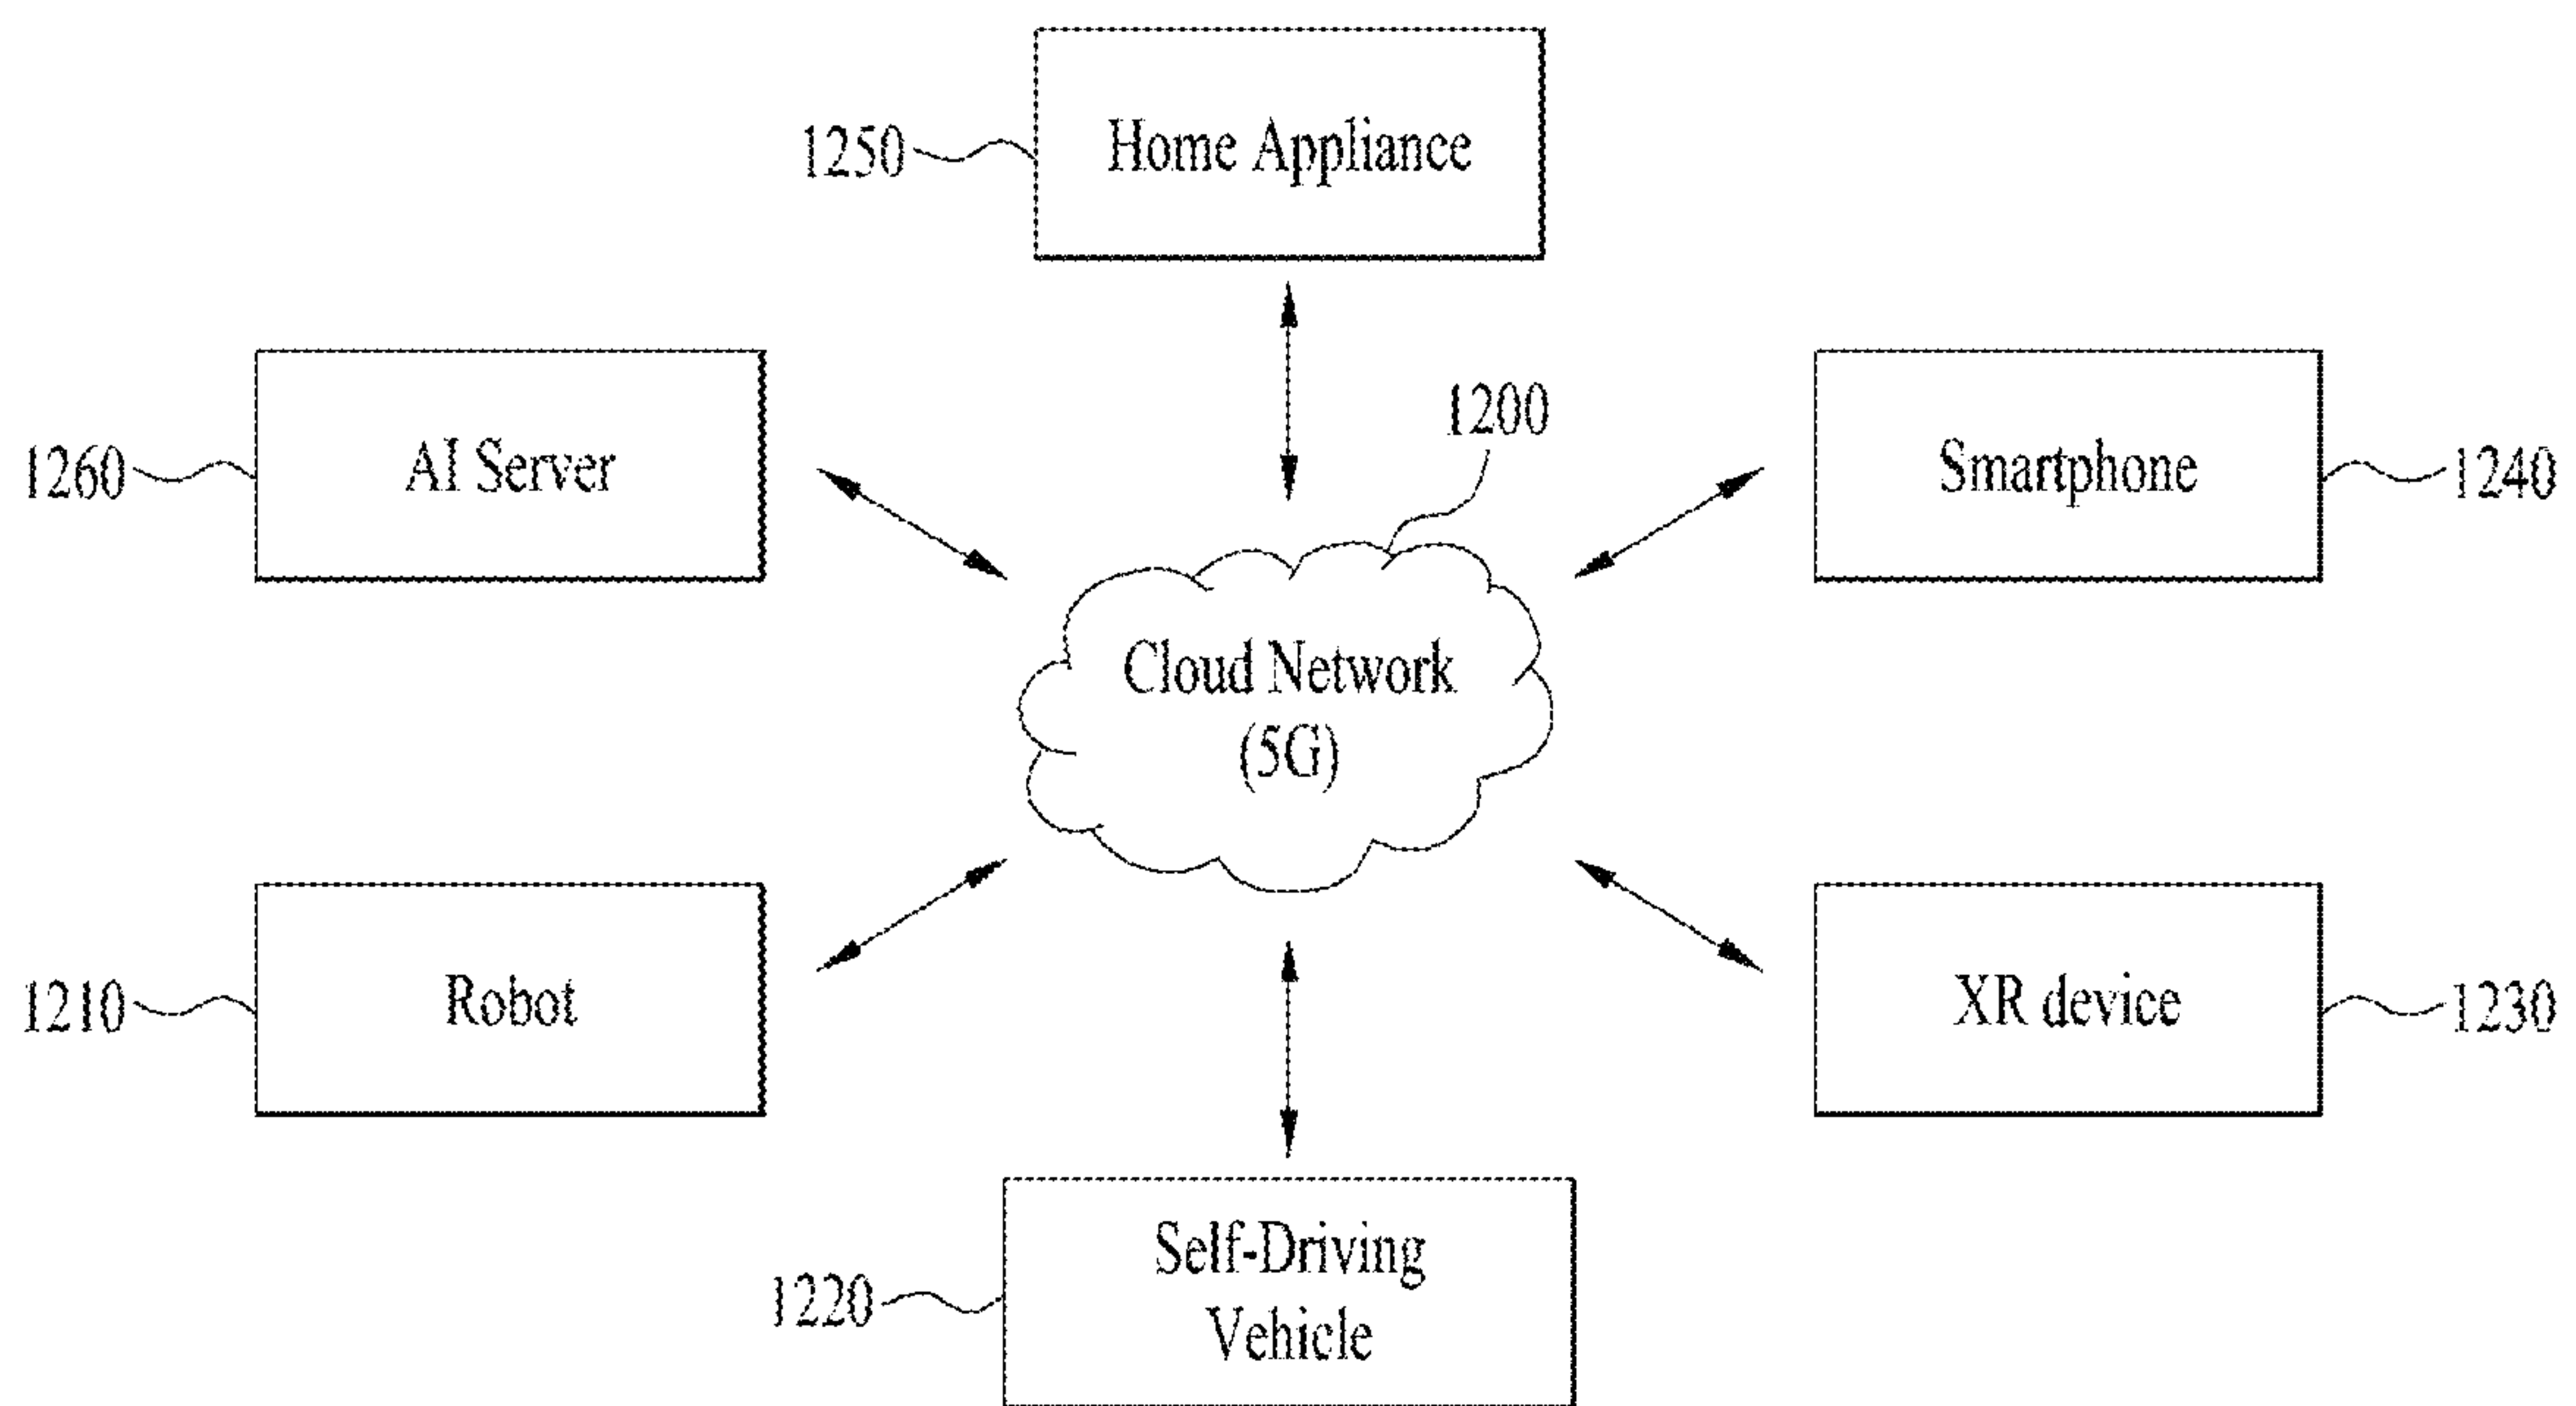 1250
Home Appliance
1200
1260
AI Server
Smartphone
1240
Cloud Network
(5G)
1210
Robot
XR device
1230
1220
Self-Driving
Vehicle